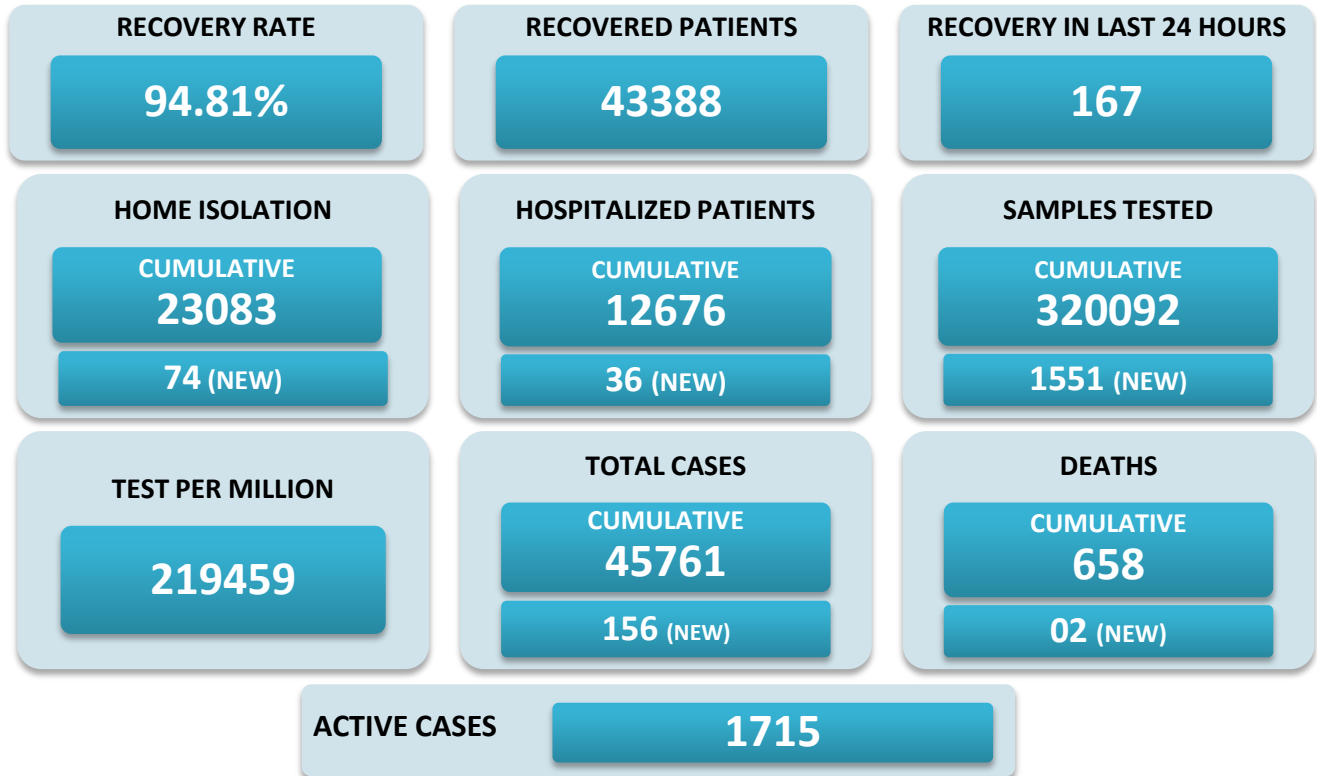 RECOVERY RATE
94.81%
RECOVERED PATIENTS
43388
RECOVERY IN LAST 24 HOURS
167
HOME ISOLATION
CUMULATIVE
23083
74 (NEW)
HOSPITALIZED PATIENTS
CUMULATIVE
12676
36 (NEW)
SAMPLES TESTED
CUMULATIVE
320092
1551 (NEW)
TEST PER MILLION
219459
TOTAL CASES
CUMULATIVE
45761
156 (NEW)
DEATHS
CUMULATIVE
658
02 (NEW)
ACTIVE CASES
1715